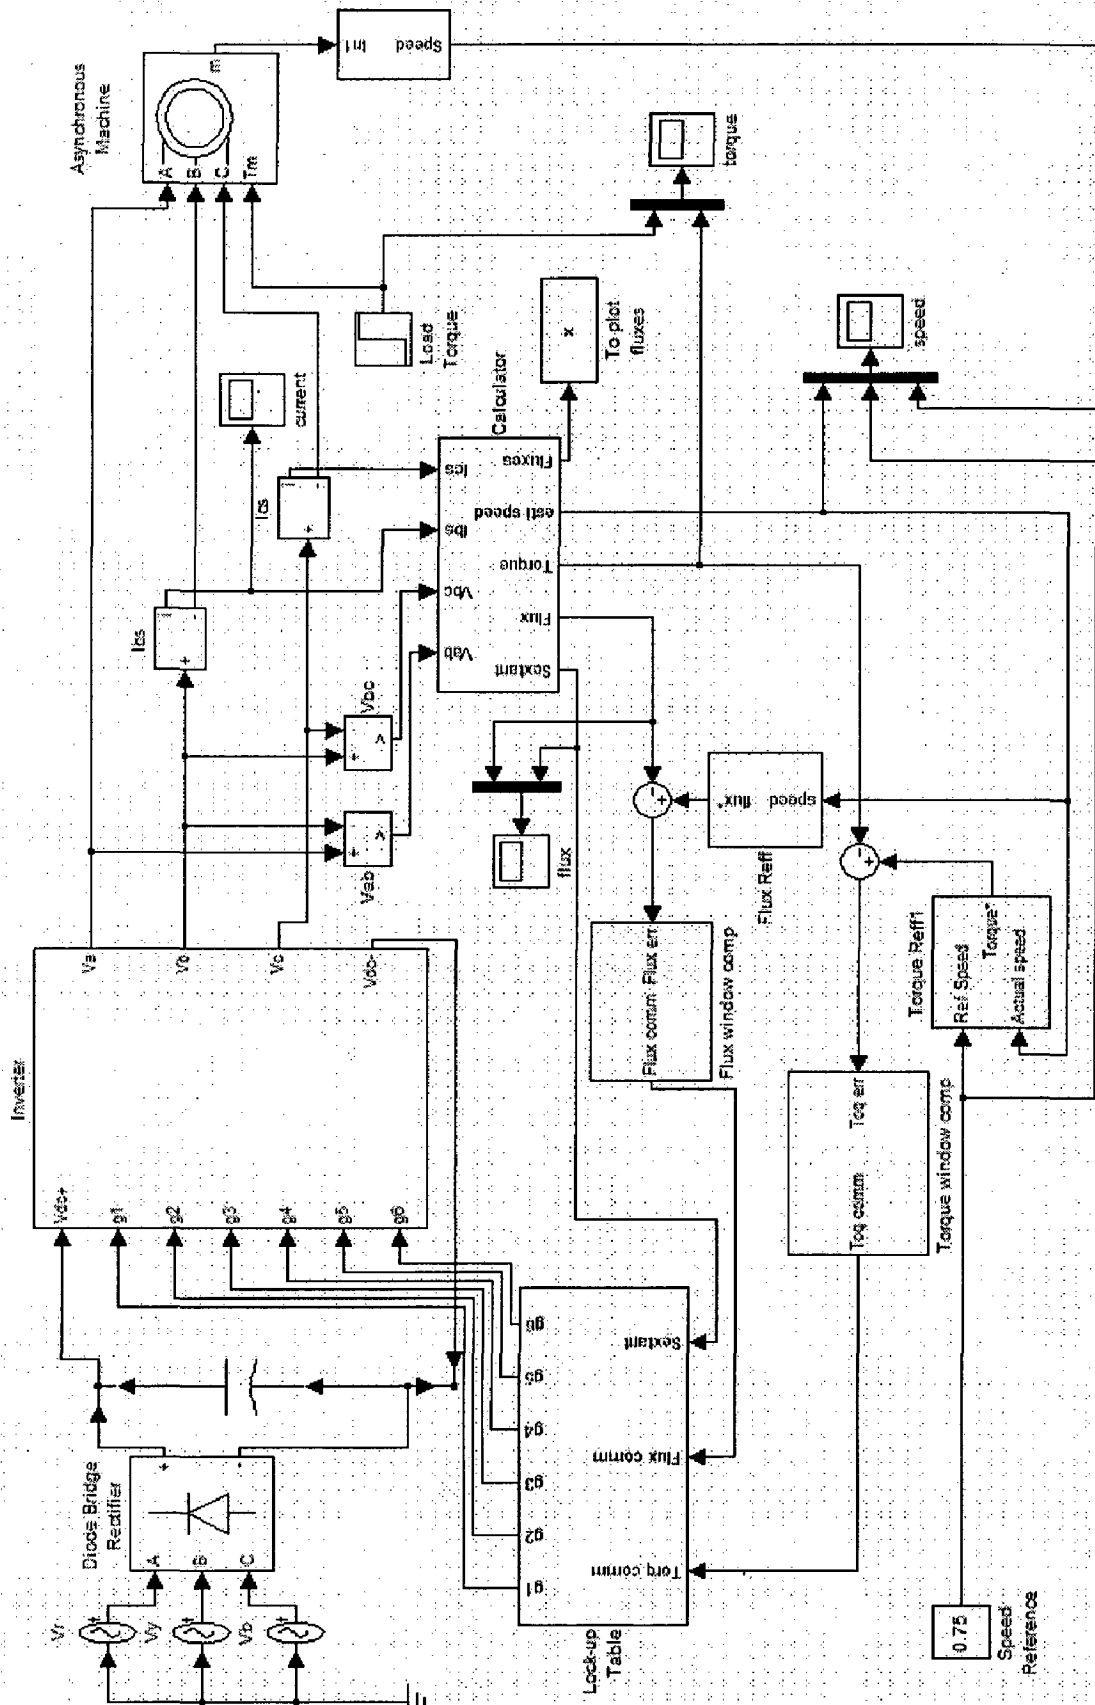 Vr
Vy
Vb
Diode Bridge
Rectifier
A
B
C
+
-
Inverter
Vdc+
g1
g2
g3
g4
g5
g6
Va
Vb
Vc
Vdc-
Asynchronous
Machine
A
B
C
Tm
m
In1
Speed
Ibs
+
i
-
current
Ics
+
i
-
Load
Torque
torque
Vab
+
-
v
Vbc
+
-
v
Calculator
Vab
Vbc
Ibs
Ics
Sextant
Flux
Torque
esti speed
Fluxes
x
To plot
fluxes
speed
flux
Flux Reff
speed
flux*
Flux window comp
Flux comm
Flux err
Torque Reff1
Ref Speed
Actual speed
Torque*
Torque window comp
Toq comm
Toq err
Look-up
Table
g1
g2
g3
g4
g5
g6
Torq comm
Flux comm
Sextant
0.75
Speed
Reference